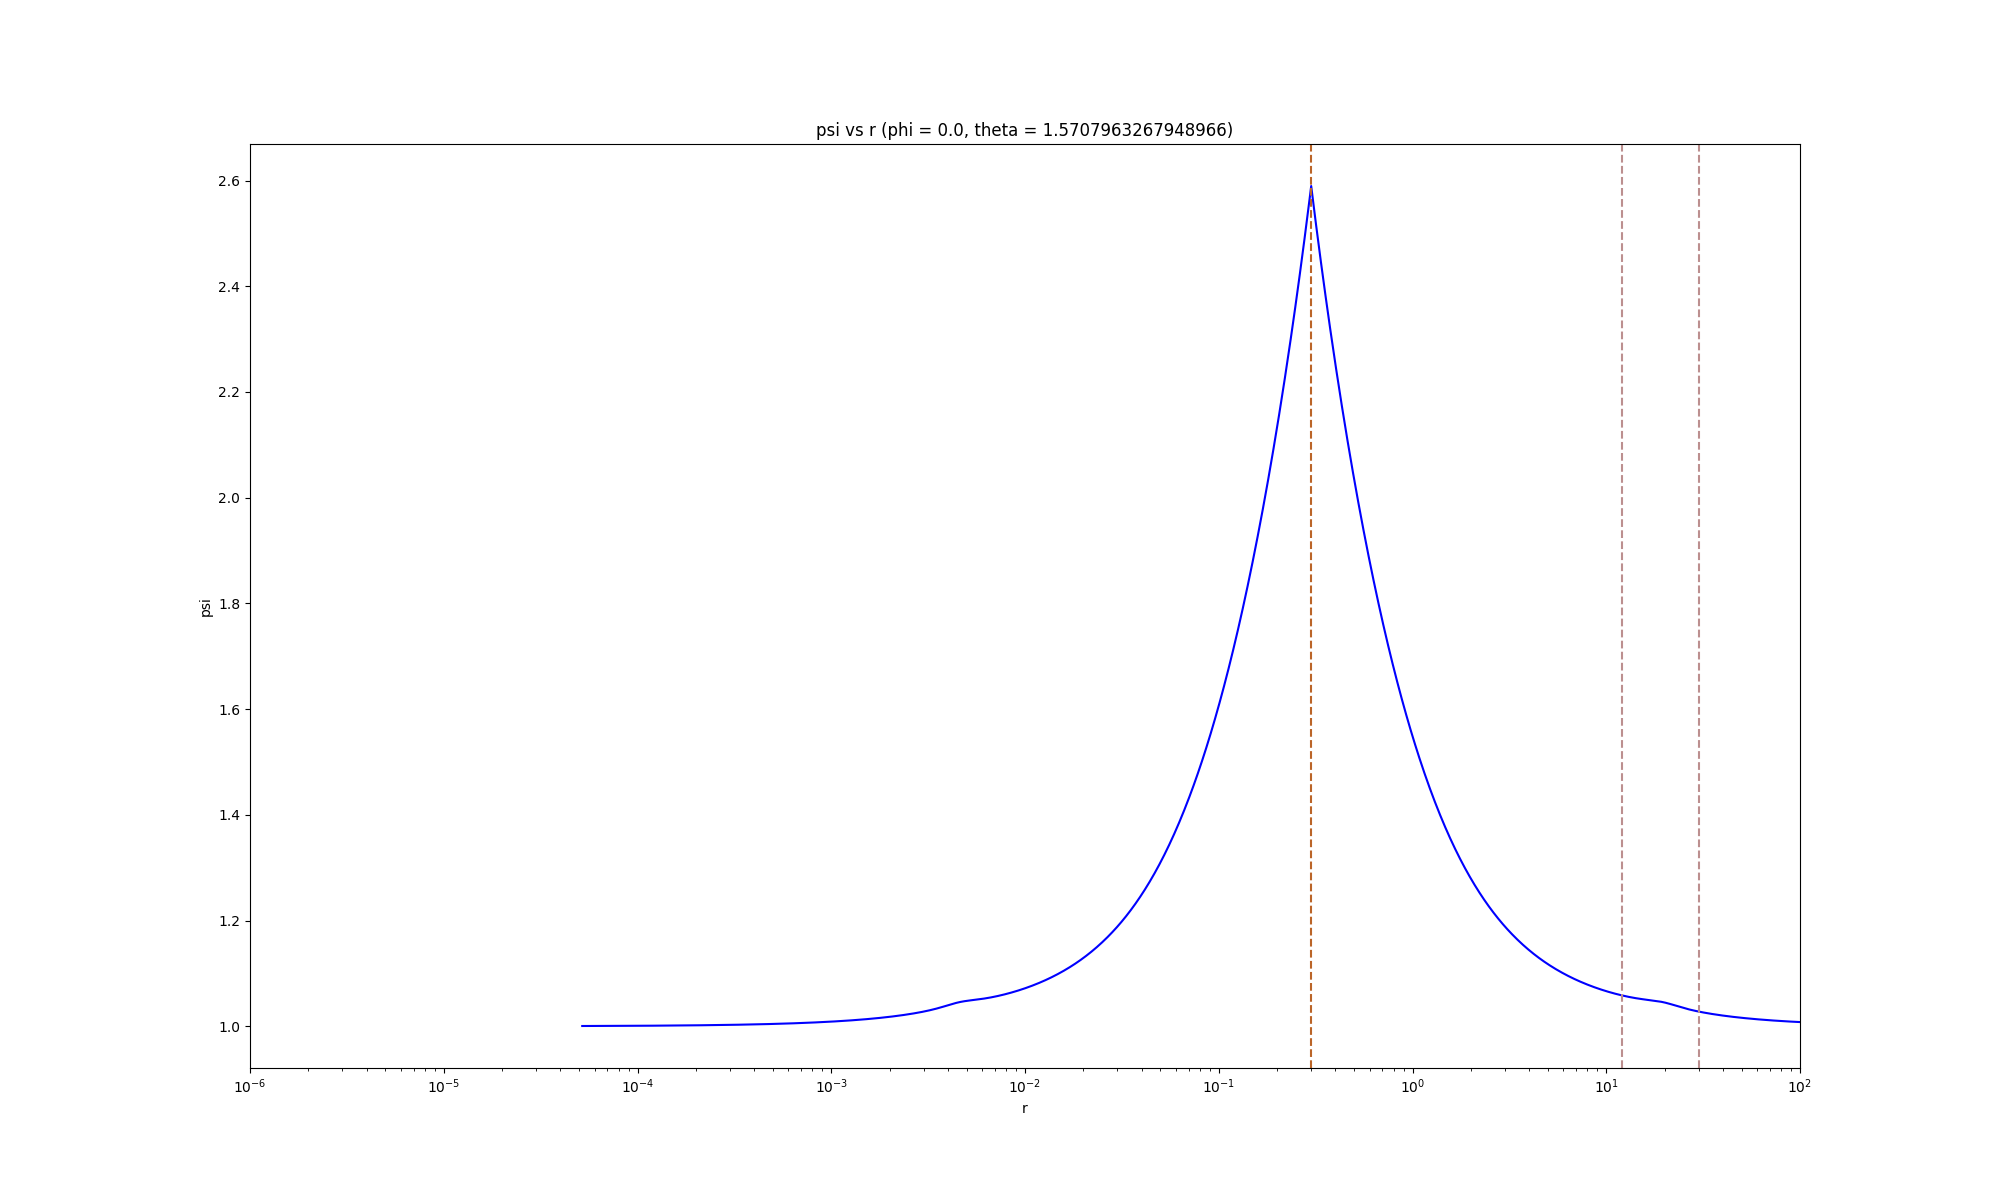 psi vs r (phi = 0.0, theta = 1.5707963267948966)
2.6
2.4
2.2
2.0
1.8
1.6
1.4
1.2
1.0
psi
10⁻⁶ 10⁻⁵ 10⁻⁴ 10⁻³ 10⁻² 10⁻¹ 10⁰ 10¹ 10²
r